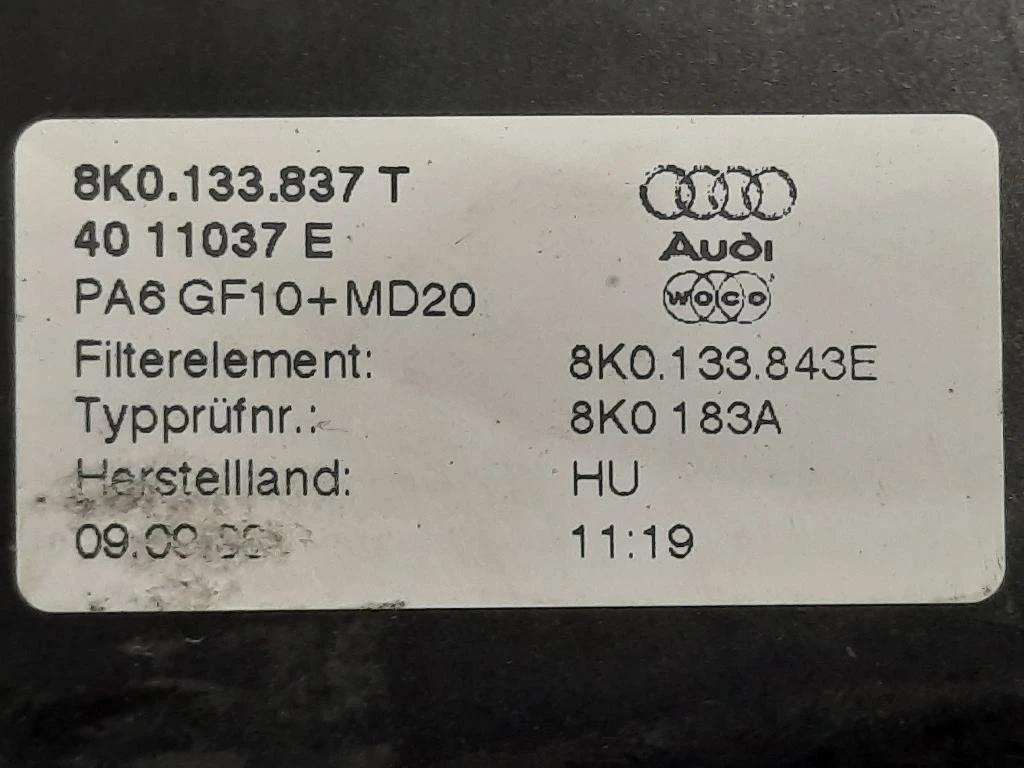 8K0.133.837 T
40 11037 E
Audi
PA6 GF10+MD20
woco
Filterelement: 8K0.133.843E
Typprüfnr.: 8K0 183A
Herstellland: HU
11:19